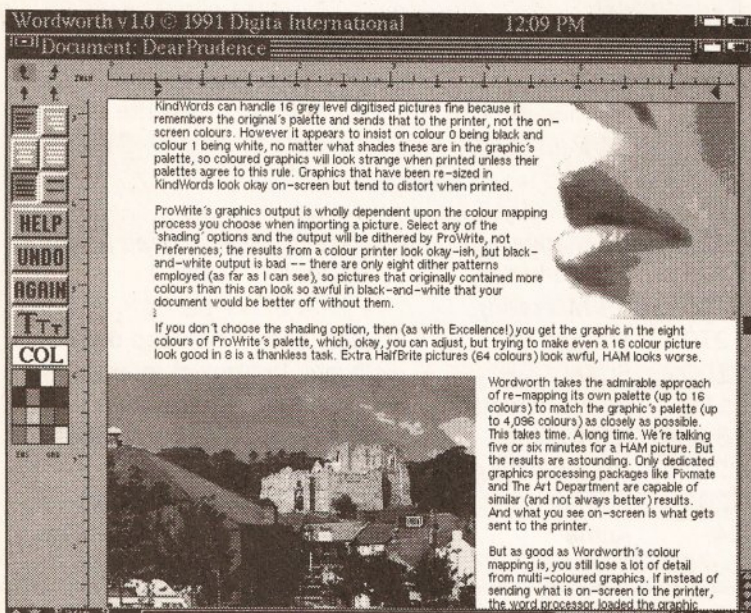 Wordworth v 1.0 © 1991 Digita International 12:09 PM
Document: DearPrudence
KindWords can handle 16 grey level digitised pictures fine because it
remembers the original's palette and sends that to the printer, not the on-
screen colours. However it appears to insist on colour 0 being black and
colour 1 being white, no matter what shades these are in the graphic's
palette, so coloured graphics will look strange when printed unless their
palettes agree to this rule. Graphics that have been re-sized in
KindWords look okay on-screen but tend to distort when printed.
ProWrite's graphics output is wholly dependent upon the colour mapping
process you choose when importing a picture. Select any of the
'shading' options and the output will be dithered by ProWrite, not
Preferences; the results from a colour printer look okay-ish, but black-
and-white output is bad -- there are only eight dither patterns
employed (as far as I can see), so pictures that originally contained more
colours than this can look so awful in black-and-white that your
document would be better off without them.
If you don't choose the shading option, then (as with Excellence!) you get the graphic in the eight
colours of ProWrite's palette, which, okay, you can adjust, but trying to make even a 16 colour picture
look good in 8 is a thankless task. Extra HalfBrite pictures (64 colours) look awful, HAM looks worse.
Wordworth takes the admirable approach
of re-mapping its own palette (up to 16
colours) to match the graphic's palette (up
to 4,096 colours) as closely as possible.
This takes time. A long time. We're talking
five or six minutes for a HAM picture. But
the results are astounding. Only dedicated
graphics processing packages like Pixmate
and The Art Department are capable of
similar (and not always better) results.
And what you see on-screen is what gets
sent to the printer.
But as good as Wordworth's colour
mapping is, you still lose a lot of detail
from multi-coloured graphics. If instead of
sending what is on-screen to the printer,
the word processor loaded the graphic
HELP
UNDO
AGAIN
TTT
COL